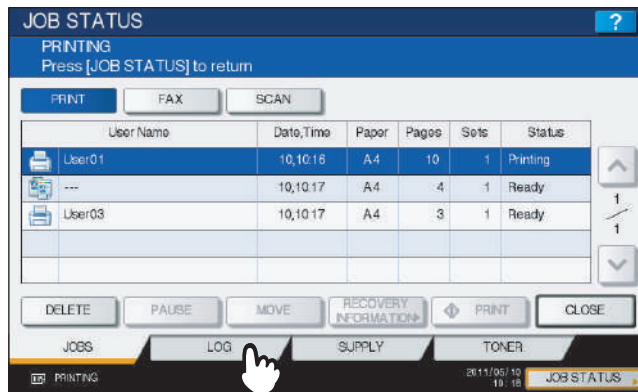 JOB STATUS
?
PRINTING
Press [JOB STATUS] to return
PRINT FAX SCAN
User Name Date,Time Paper Pages Sets Status
User01 10,10:16 A4 10 1 Printing
--- 10,10:17 A4 4 1 Ready
User03 10,10:17 A4 3 1 Ready
1
1
DELETE PAUSE MOVE RECOVERY INFORMATION PRINT CLOSE
JOBS LOG SUPPLY TONER
PRINTING 2011/05/10 10:18 JOB STATUS